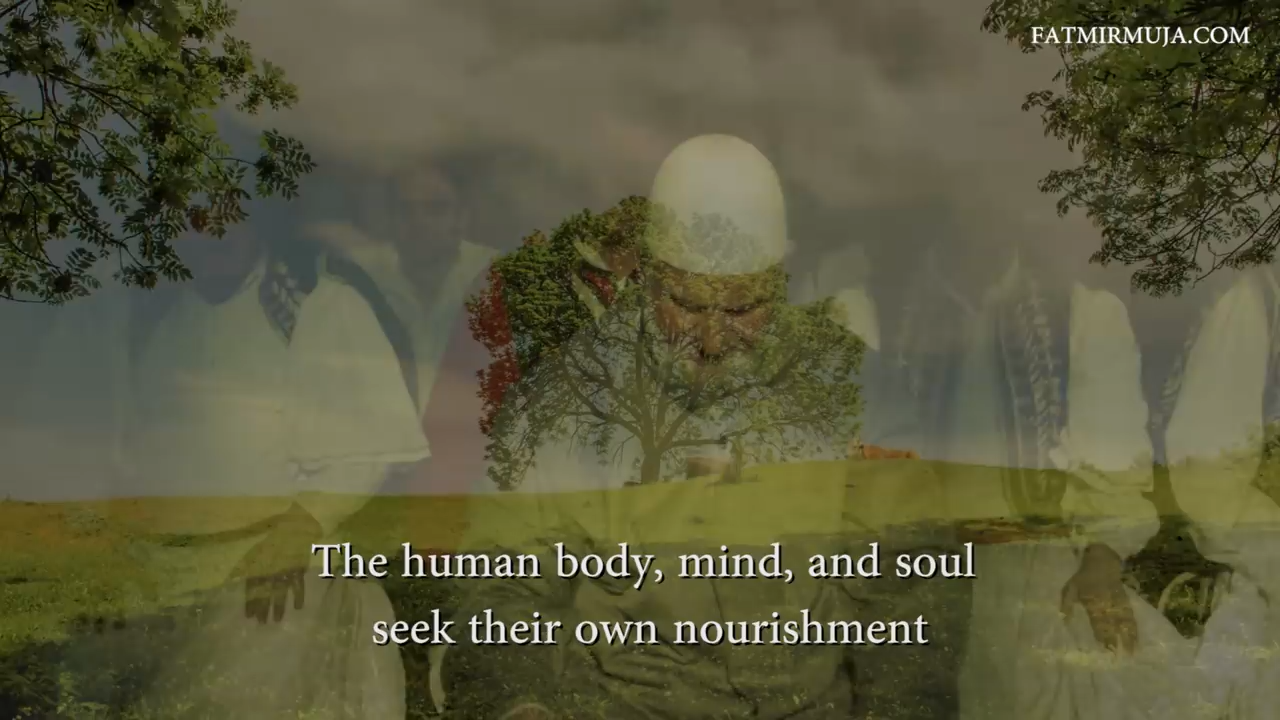 FATMIRMUJA.COM
The human body, mind, and soul
seek their own nourishment